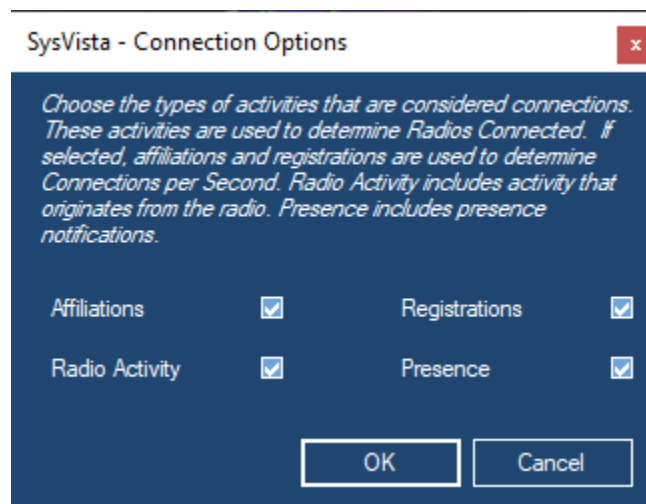 SysVista - Connection Options
x
Choose the types of activities that are considered connections.
These activities are used to determine Radios Connected. If
selected, affiliations and registrations are used to determine
Connections per Second. Radio Activity includes activity that
originates from the radio. Presence includes presence
notifications.
Affiliations
Registrations
Radio Activity
Presence
OK
Cancel